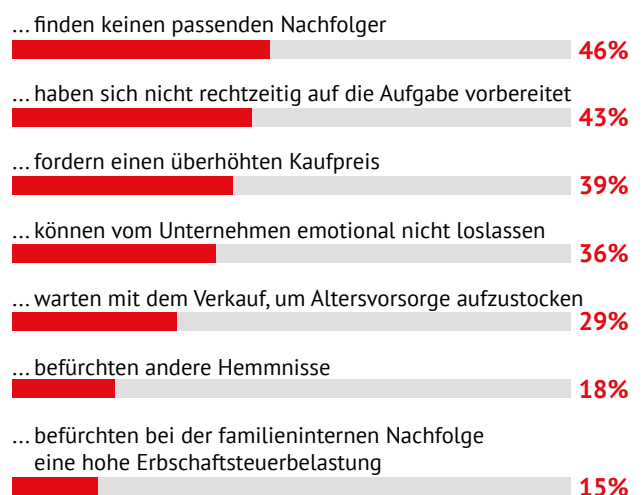 ... finden keinen passenden Nachfolger
46%
... haben sich nicht rechtzeitig auf die Aufgabe vorbereitet
43%
... fordern einen überhöhten Kaufpreis
39%
... können vom Unternehmen emotional nicht loslassen
36%
... warten mit dem Verkauf, um Altersvorsorge aufzustocken
29%
... befürchten andere Hemmnisse
18%
... befürchten bei der familieninternen Nachfolge
eine hohe Erbschaftsteuerbelastung
15%